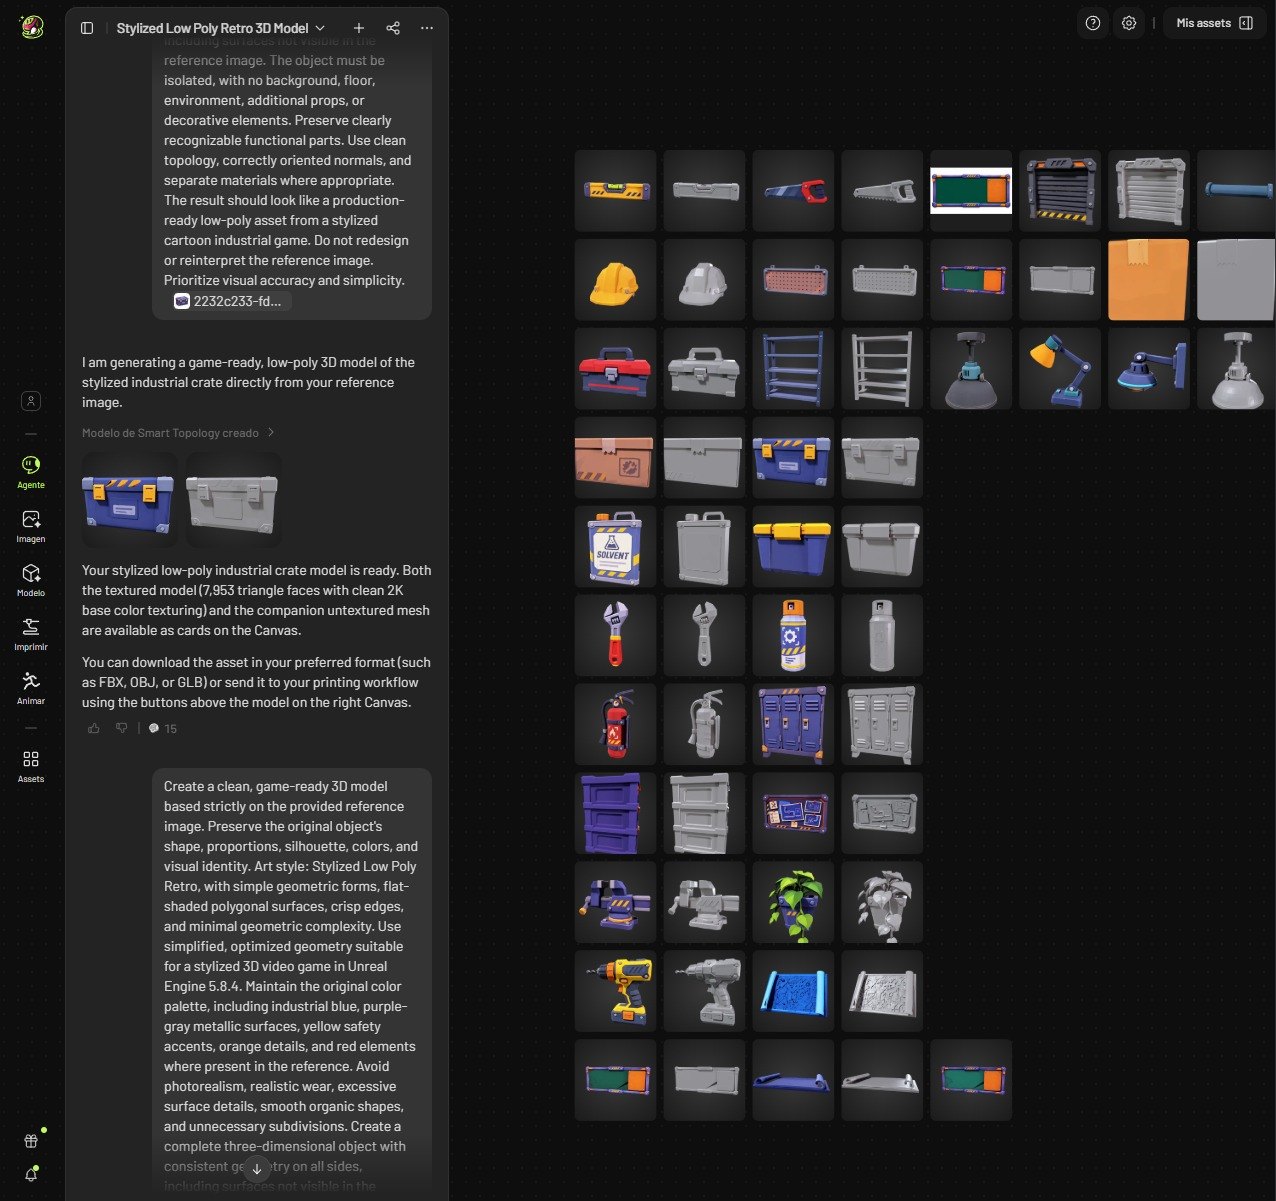 Stylized Low Poly Retro 3D Model
Mis assets
including surfaces not visible in the
reference image. The object must be
isolated, with no background, floor,
environment, additional props, or
decorative elements. Preserve clearly
recognizable functional parts. Use clean
topology, correctly oriented normals, and
separate materials where appropriate.
The result should look like a production-
ready low-poly asset from a stylized
cartoon industrial game. Do not redesign
or reinterpret the reference image.
Prioritize visual accuracy and simplicity.
2232c233-fd...
I am generating a game-ready, low-poly 3D model of the
stylized industrial crate directly from your reference
image.
Modelo de Smart Topology creado
Your stylized low-poly industrial crate model is ready. Both
the textured model (7,953 triangle faces with clean 2K
base color texturing) and the companion untextured mesh
are available as cards on the Canvas.
You can download the asset in your preferred format (such
as FBX, OBJ, or GLB) or send it to your printing workflow
using the buttons above the model on the right Canvas.
15
Create a clean, game-ready 3D model
based strictly on the provided reference
image. Preserve the original object's
shape, proportions, silhouette, colors, and
visual identity. Art style: Stylized Low Poly
Retro, with simple geometric forms, flat-
shaded polygonal surfaces, crisp edges,
and minimal geometric complexity. Use
simplified, optimized geometry suitable
for a stylized 3D video game in Unreal
Engine 5.8.4. Maintain the original color
palette, including industrial blue, purple-
gray metallic surfaces, yellow safety
accents, orange details, and red elements
where present in the reference. Avoid
photorealism, realistic wear, excessive
surface details, smooth organic shapes,
and unnecessary subdivisions. Create a
complete three-dimensional object with
consistent geometry on all sides,
including surfaces not visible in the
Agente
Imagen
Modelo
Imprimir
Animar
Assets
SOLVENT